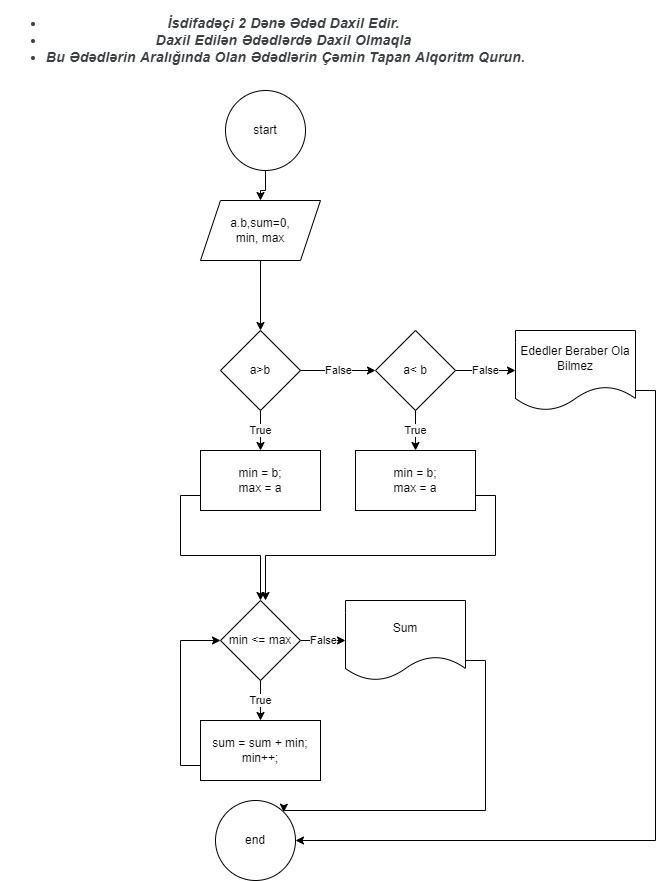 İsdifadəçi 2 Dənə Ədəd Daxil Edir.
Daxil Edilən Ədədlərdə Daxil Olmaqla
Bu Ədədlərin Aralığında Olan Ədədlərin Çəmin Tapan Alqoritm Qurun.
start
a.b,sum=0,
min, max
a>b
False
a< b
False
Ededler Beraber Ola
Bilmez
True
True
min = b;
max = a
min = b;
max = a
min <= max
False
Sum
True
sum = sum + min;
min++;
end